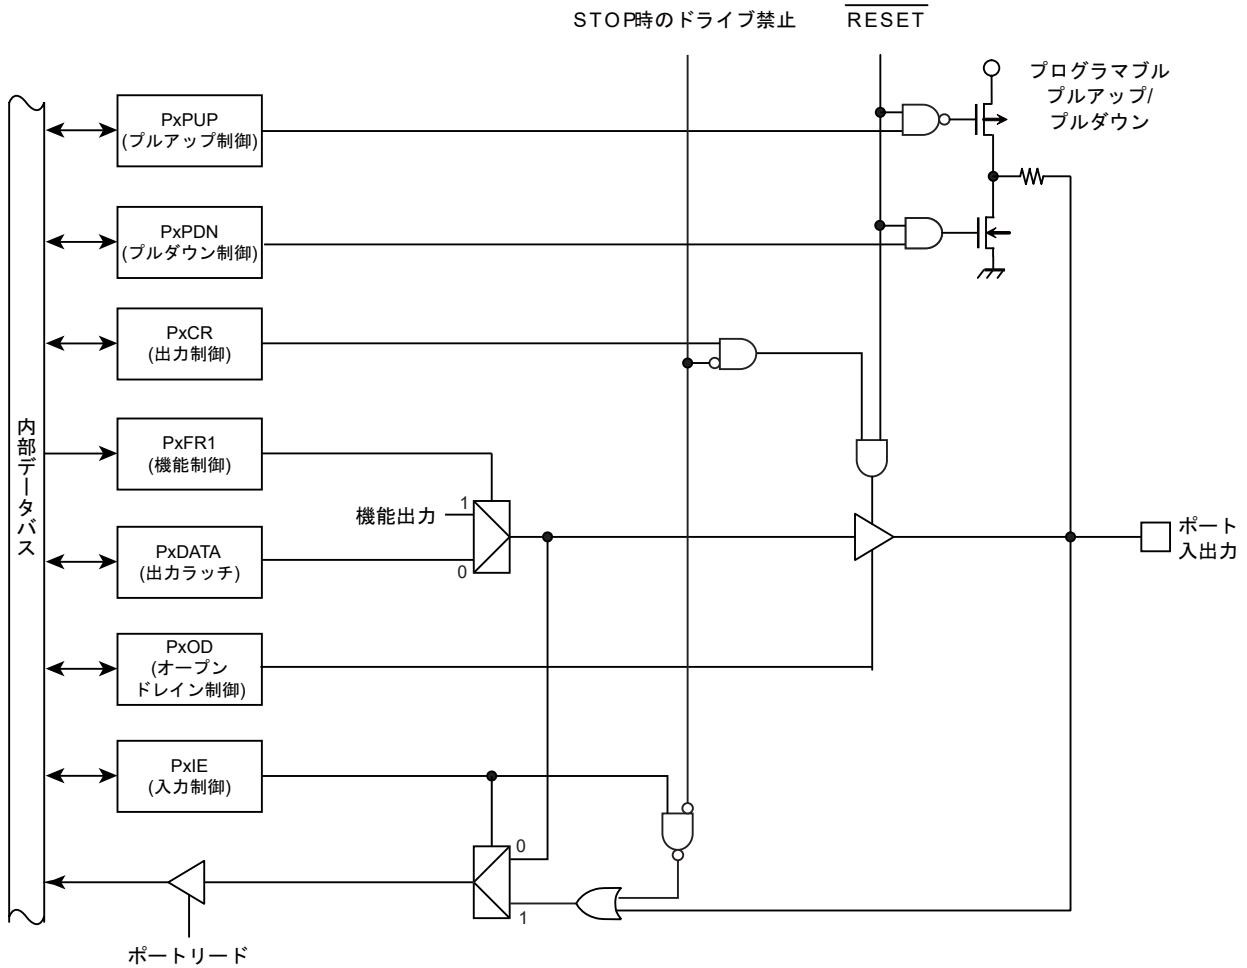 STOP時のドライブ禁止
RESET
プログラマブル
プルアップ/
プルダウン
PxPUP
(プルアップ制御)
PxPDN
(プルダウン制御)
PxCR
(出力制御)
内部データバス
PxFR1
(機能制御)
1
機能出力
0
PxDATA
(出力ラッチ)
ポート
入出力
PxOD
(オープン
ドレイン制御)
PxIE
(入力制御)
0
1
ポートリード